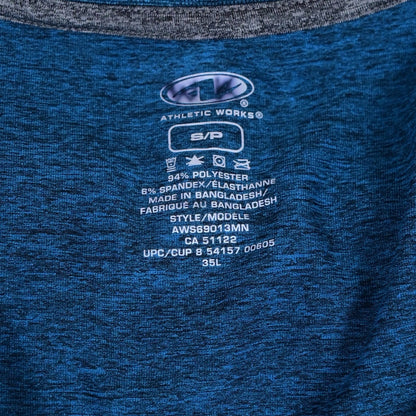 ®
ATHLETIC WORKS®
S/P
94% POLYESTER
6% SPANDEX/ÉLASTHANNE
MADE IN BANGLADESH/
FABRIQUÉ AU BANGLADESH
STYLE/MODÈLE
AWS69013MN
CA 51122
UPC/CUP 8 54157 00605
35L